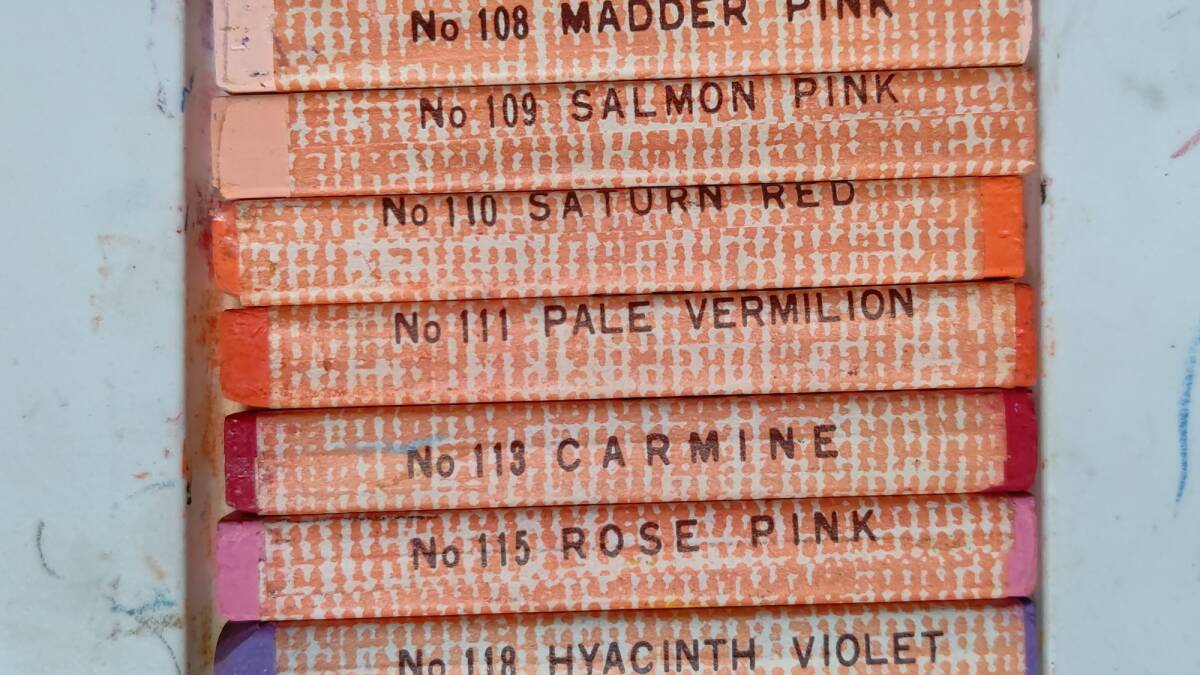 No 108 MADDER PINK
No 109 SALMON PINK
No 110 SATURN RED
No 111 PALE VERMILION
No 113 CARMINE
No 115 ROSE PINK
No 118 HYACINTH VIOLET